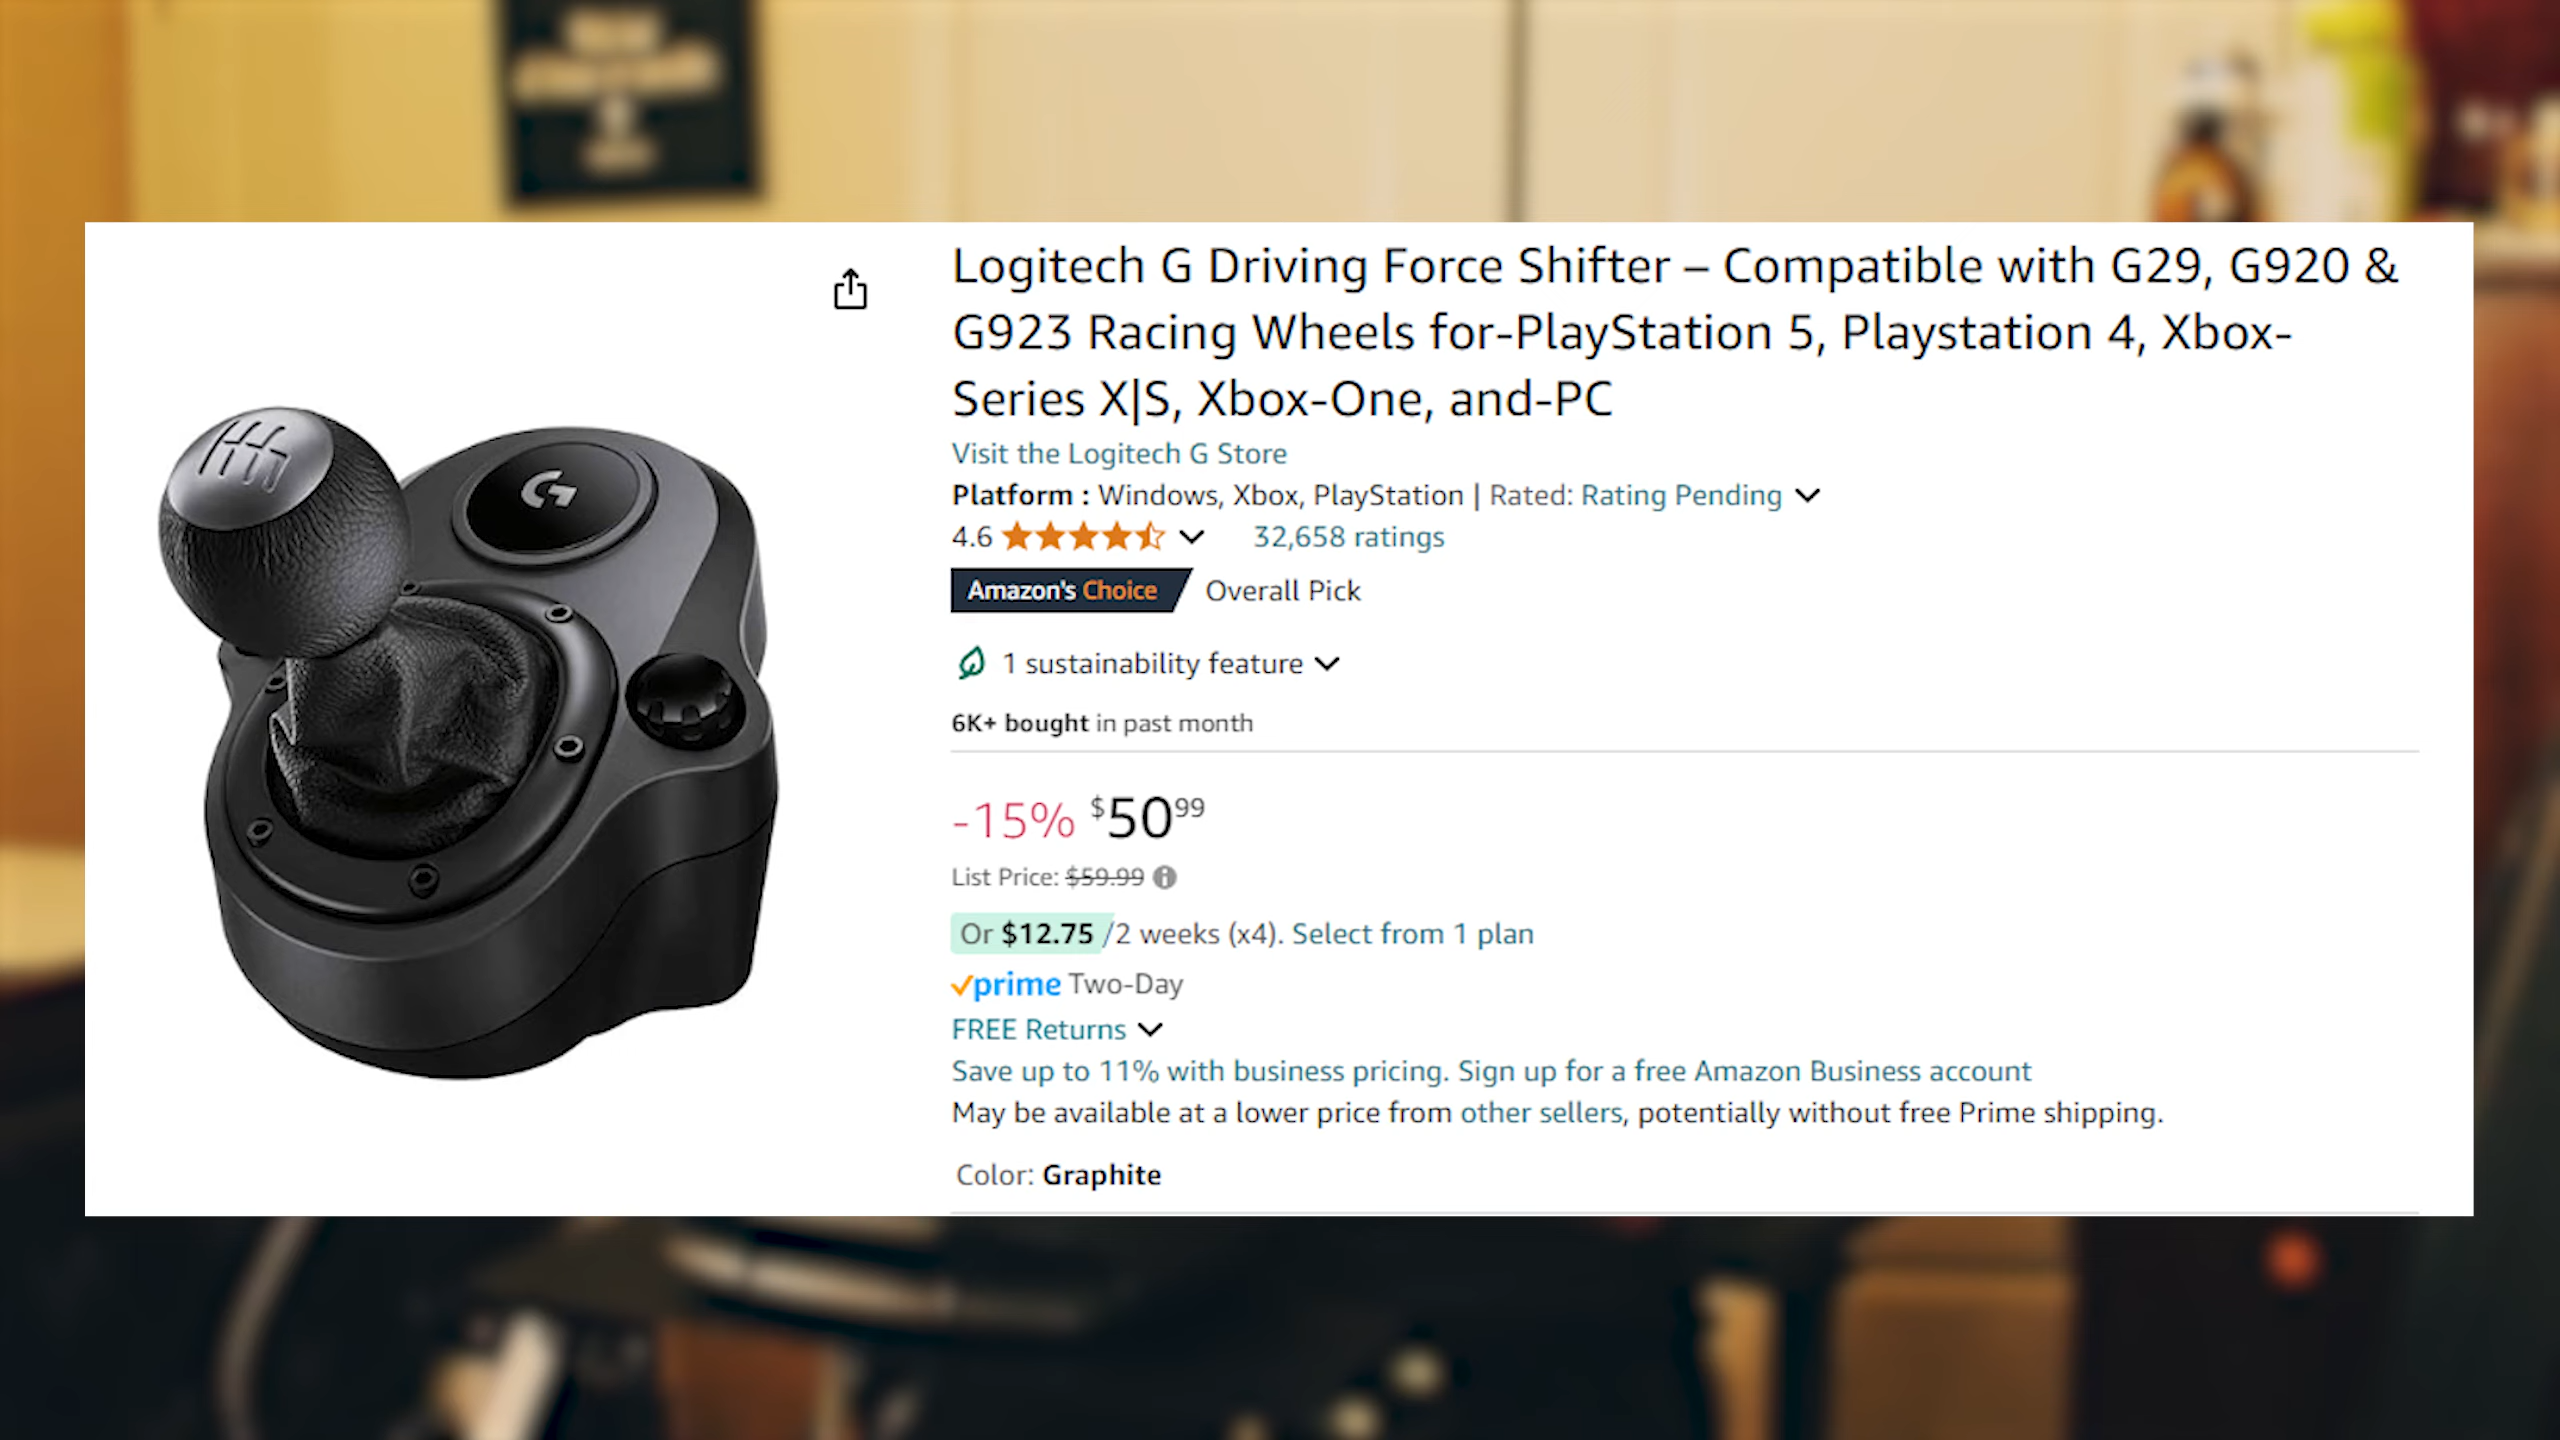 Logitech G Driving Force Shifter – Compatible with G29, G920 &
G923 Racing Wheels for-PlayStation 5, Playstation 4, Xbox-
Series X|S, Xbox-One, and-PC
Visit the Logitech G Store
Platform : Windows, Xbox, PlayStation | Rated: Rating Pending
4.6 32,658 ratings
Amazon's Choice Overall Pick
1 sustainability feature
6K+ bought in past month
-15% $50 99
List Price: $59.99
Or $12.75 /2 weeks (x4). Select from 1 plan
prime Two-Day
FREE Returns
Save up to 11% with business pricing. Sign up for a free Amazon Business account
May be available at a lower price from other sellers, potentially without free Prime shipping.
Color: Graphite